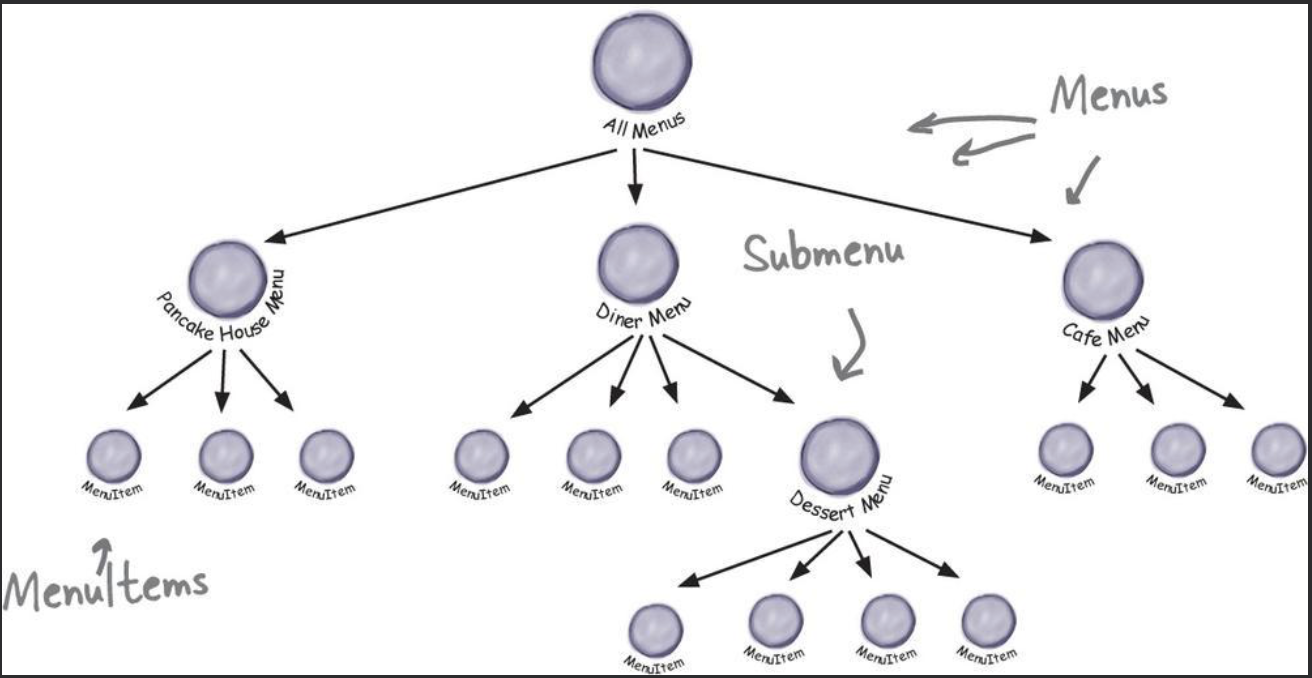 All Menus
Menus
Submenu
Pancake House Menu
Diner Menu
Cafe Menu
MenuItem
MenuItem
MenuItem
MenuItem
MenuItem
MenuItem
Dessert Menu
MenuItem
MenuItem
MenuItem
MenuItems
MenuItem
MenuItem
MenuItem
MenuItem